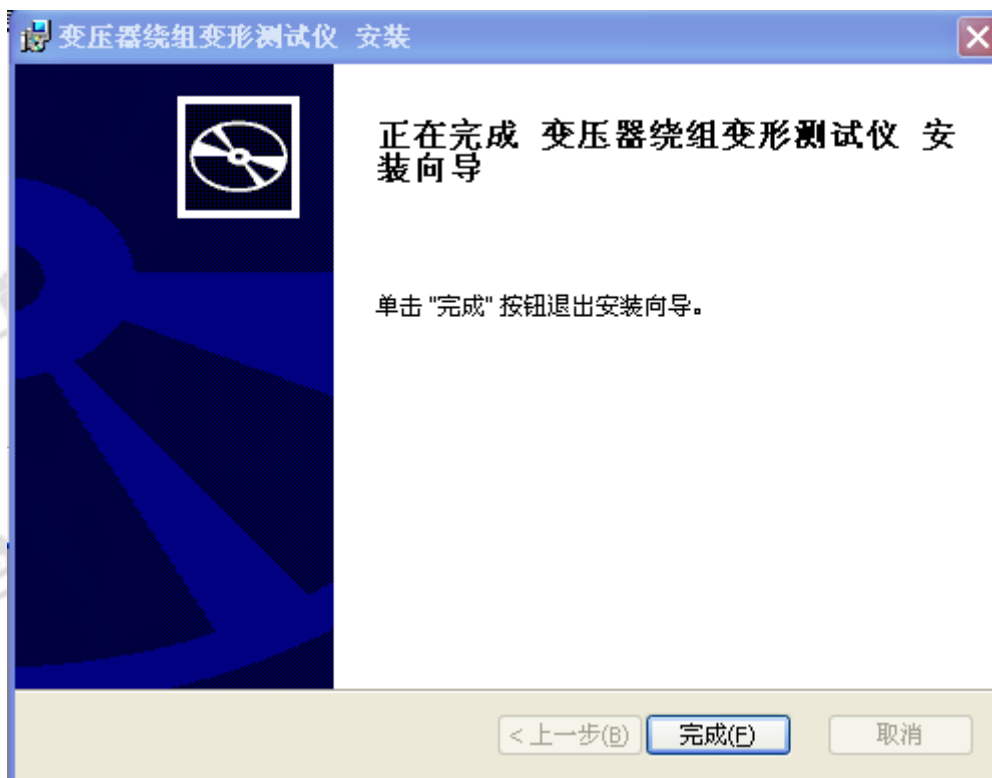 变压器绕组变形测试仪 安装
正在完成 变压器绕组变形测试仪 安
装向导
单击 "完成" 按钮退出安装向导。
< 上一步(B) 完成(F) 取消